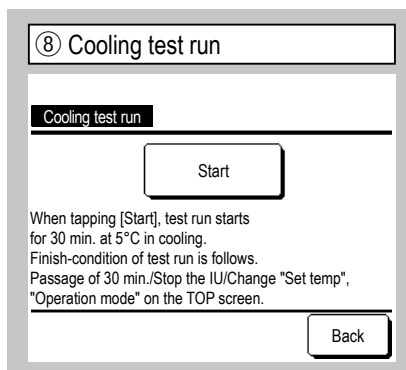 ⑧ Cooling test run
Cooling test run
Start
When tapping [Start], test run starts
for 30 min. at 5°C in cooling.
Finish-condition of test run is follows.
Passage of 30 min./Stop the IU/Change "Set temp",
"Operation mode" on the TOP screen.
Back